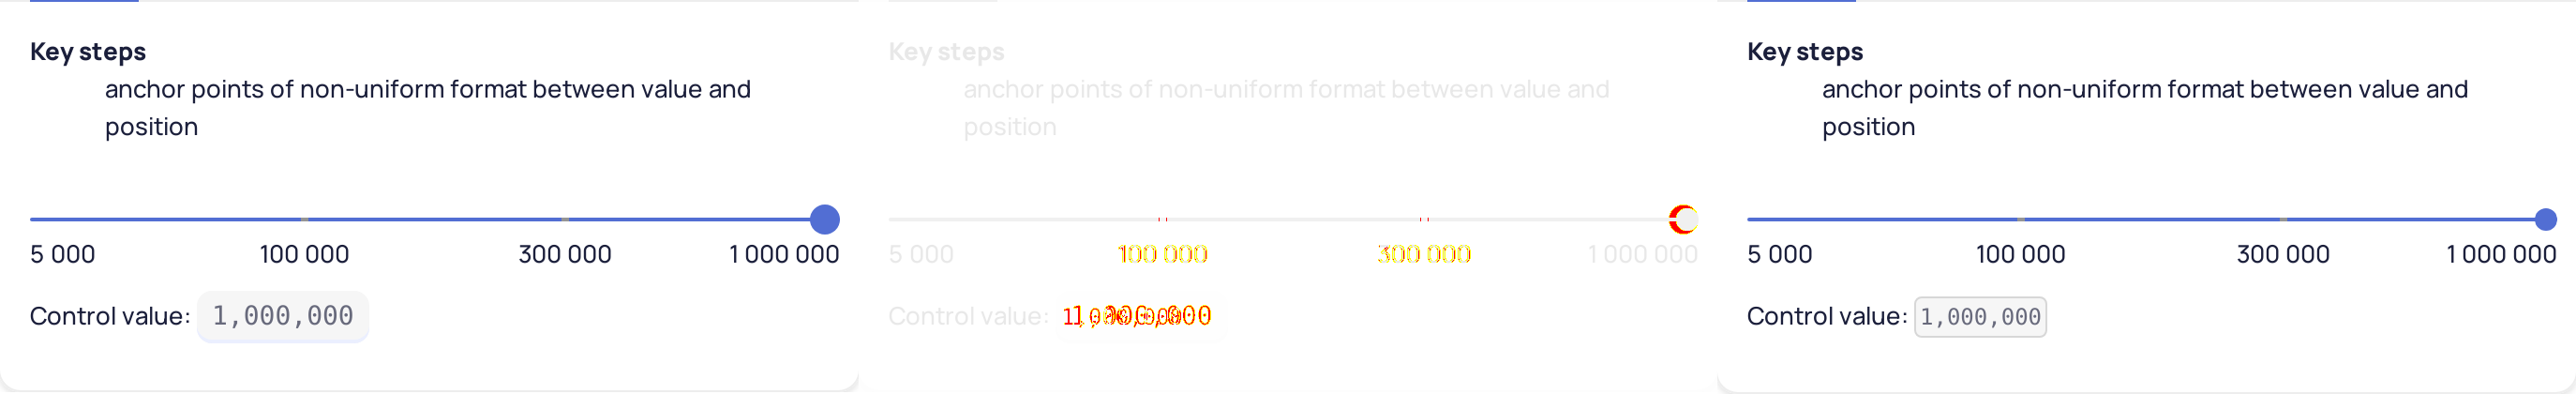 Key steps
anchor points of non-uniform format between value and
position
5 000 100 000 300 000 1 000 000
Control value: 1,000,000
Key steps
anchor points of non-uniform format between value and
position
5 000 100 000 300 000 1 000 000
Control value:
Key steps
anchor points of non-uniform format between value and
position
5 000 100 000 300 000 1 000 000
Control value: 1,000,000